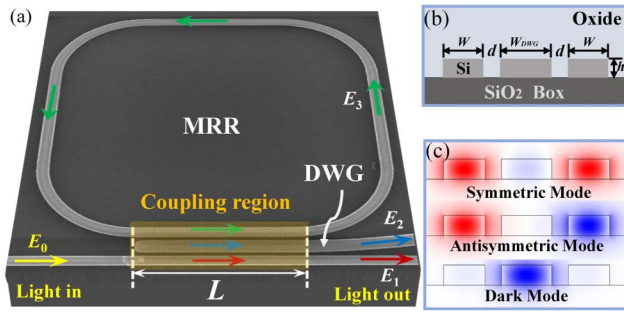 (a)
E3
MRR
DWG
Coupling region
E0
E2
E1
Light in
L
Light out
(b)
Oxide
W d WDWG d W
Si
h
SiO2 Box
(c)
Symmetric Mode
Antisymmetric Mode
Dark Mode